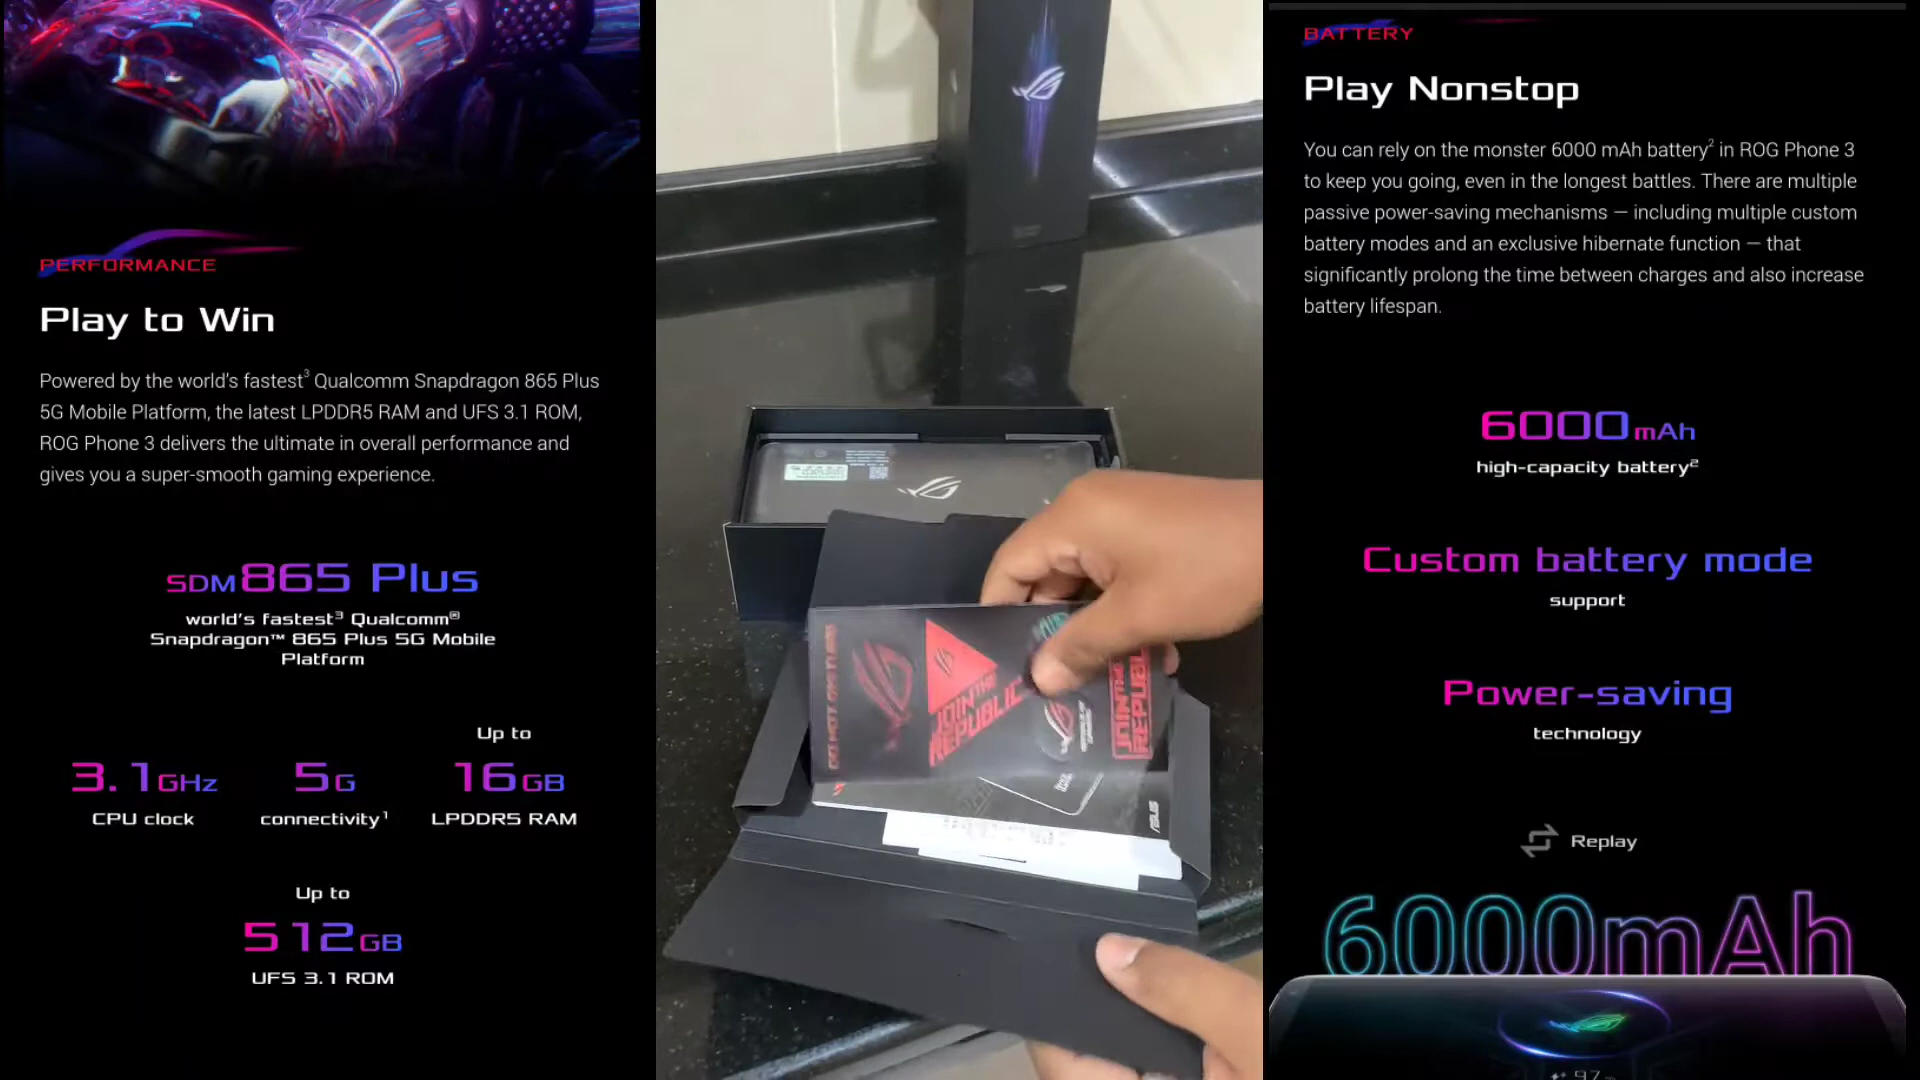 PERFORMANCE
Play to Win
Powered by the world's fastest³ Qualcomm Snapdragon 865 Plus
5G Mobile Platform, the latest LPDDR5 RAM and UFS 3.1 ROM,
ROG Phone 3 delivers the ultimate in overall performance and
gives you a super-smooth gaming experience.
SDM865 Plus
world's fastest³ Qualcomm®
Snapdragon™ 865 Plus 5G Mobile
Platform
3.1GHz
CPU clock
5G
connectivity¹
Up to
16GB
LPDDR5 RAM
Up to
512GB
UFS 3.1 ROM
JOIN THE
REPUBLIC
JOIN THE
REPUBLIC
ASUS
BATTERY
Play Nonstop
You can rely on the monster 6000 mAh battery² in ROG Phone 3
to keep you going, even in the longest battles. There are multiple
passive power-saving mechanisms — including multiple custom
battery modes and an exclusive hibernate function — that
significantly prolong the time between charges and also increase
battery lifespan.
6000mAh
high-capacity battery²
Custom battery mode
support
Power-saving
technology
Replay
6000mAh
97